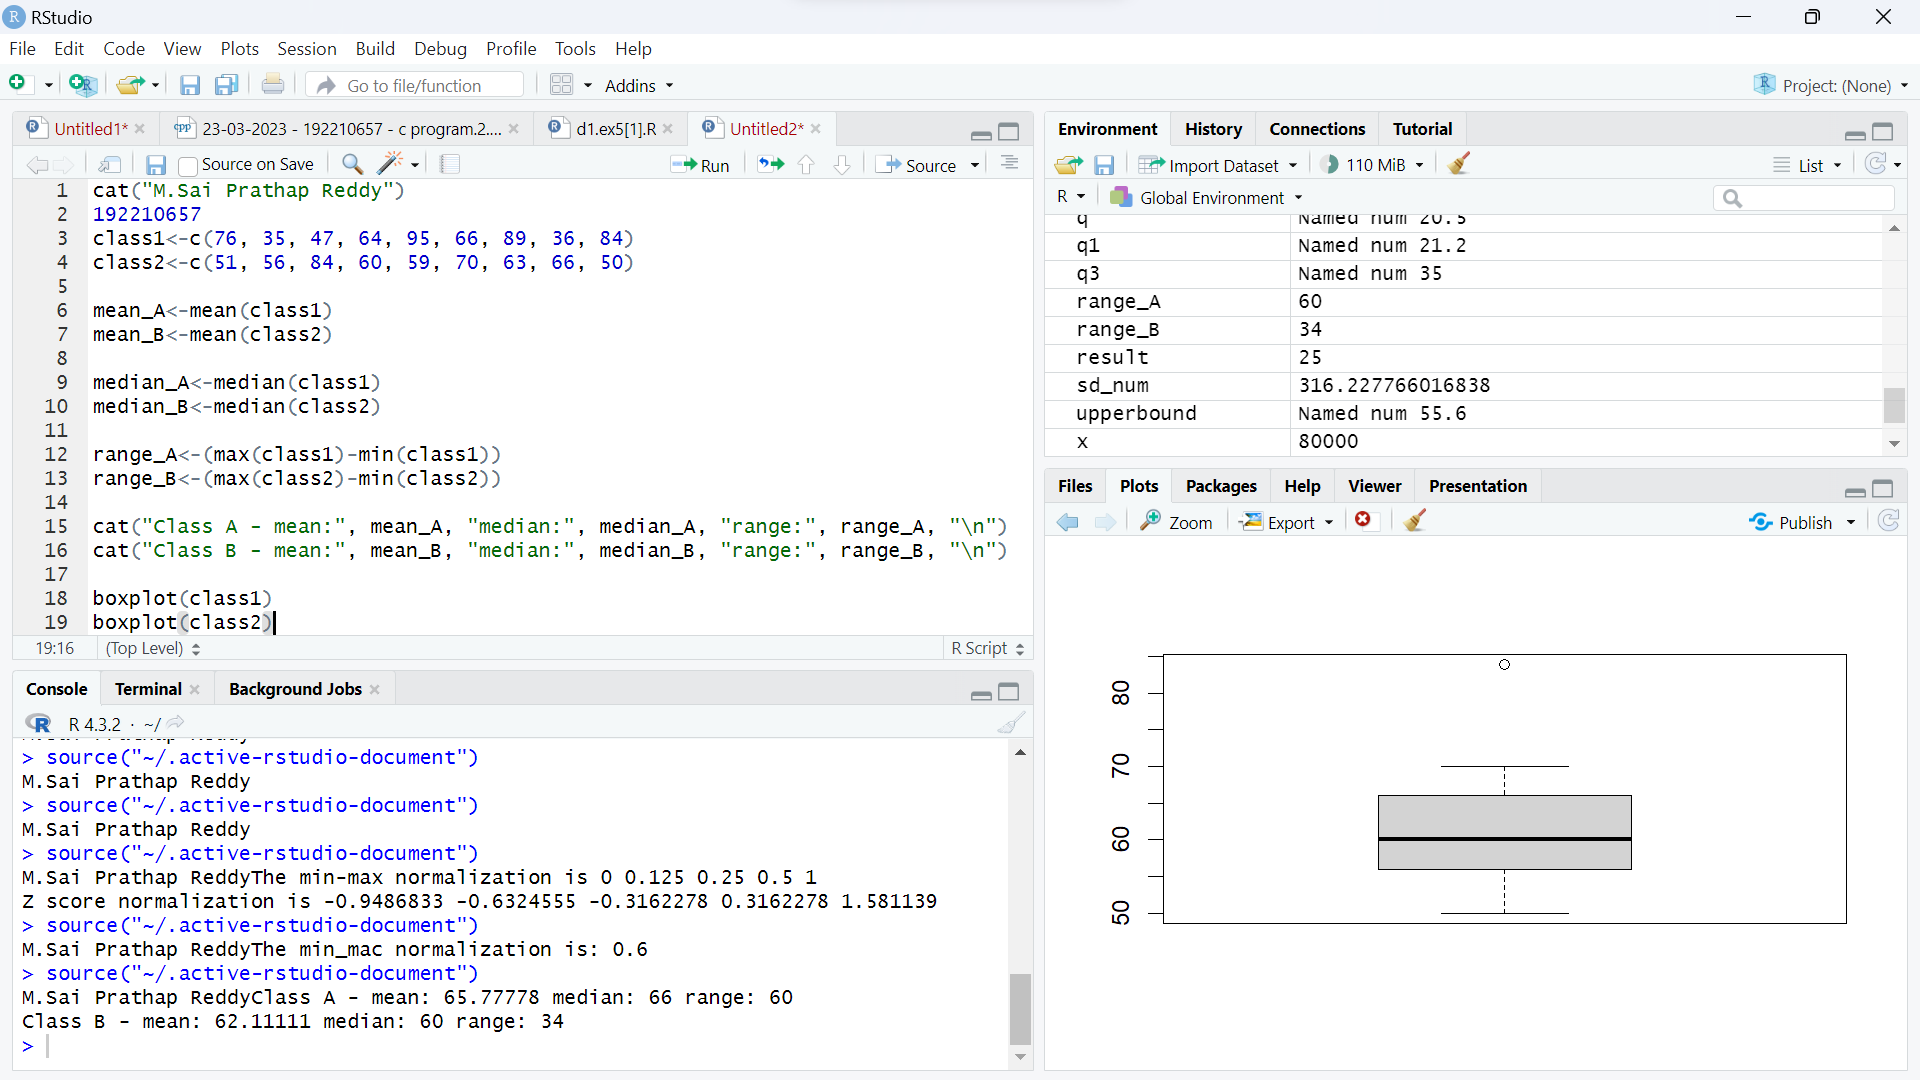 RStudio
File Edit Code View Plots Session Build Debug Profile Tools Help
Go to file/function Addins Project: (None)
Untitled1* 23-03-2023 - 192210657 - c program.2.... d1.ex5[1].R Untitled2*
Source on Save Run Source
1 cat("M.Sai Prathap Reddy")
2 192210657
3 class1<-c(76, 35, 47, 64, 95, 66, 89, 36, 84)
4 class2<-c(51, 56, 84, 60, 59, 70, 63, 66, 50)
5
6 mean_A<-mean(class1)
7 mean_B<-mean(class2)
8
9 median_A<-median(class1)
10 median_B<-median(class2)
11
12 range_A<-(max(class1)-min(class1))
13 range_B<-(max(class2)-min(class2))
14
15 cat("Class A - mean:", mean_A, "median:", median_A, "range:", range_A, "\n")
16 cat("Class B - mean:", mean_B, "median:", median_B, "range:", range_B, "\n")
17
18 boxplot(class1)
19 boxplot(class2)
19:16 (Top Level) R Script
Console Terminal Background Jobs
R 4.3.2 · ~/
> source("~/.active-rstudio-document")
M.Sai Prathap Reddy
> source("~/.active-rstudio-document")
M.Sai Prathap Reddy
> source("~/.active-rstudio-document")
M.Sai Prathap ReddyThe min-max normalization is 0 0.125 0.25 0.5 1
Z score normalization is -0.9486833 -0.6324555 -0.3162278 0.3162278 1.581139
> source("~/.active-rstudio-document")
M.Sai Prathap ReddyThe min_mac normalization is: 0.6
> source("~/.active-rstudio-document")
M.Sai Prathap ReddyClass A - mean: 65.77778 median: 66 range: 60
Class B - mean: 62.11111 median: 60 range: 34
>
Environment History Connections Tutorial
Import Dataset 110 MiB List
R Global Environment
q Named num 20.5
q1 Named num 21.2
q3 Named num 35
range_A 60
range_B 34
result 25
sd_num 316.227766016838
upperbound Named num 55.6
x 80000
Files Plots Packages Help Viewer Presentation
Zoom Export Publish
80
70
60
50